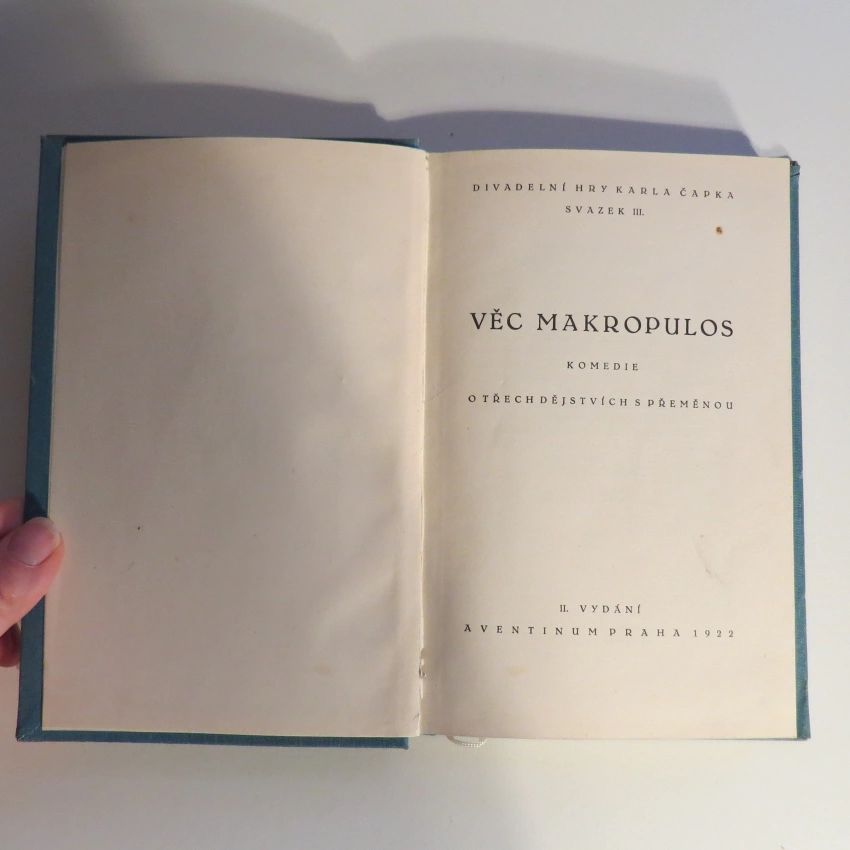 DIVADELNÍ HRY KARLA ČAPKA
SVAZEK III.
VĚC MAKROPULOS
KOMEDIE
O TŘECH DĚJSTVÍCH S PŘEMĚNOU
II. VYDÁNÍ
AVENTINUM PRAHA 1922